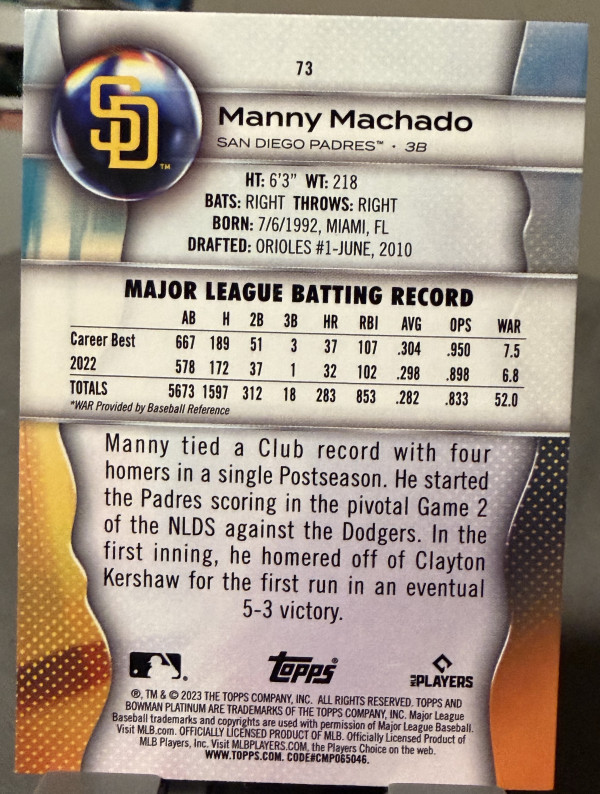 73
SD™
Manny Machado
SAN DIEGO PADRES™ · 3B
HT: 6'3" WT: 218
BATS: RIGHT THROWS: RIGHT
BORN: 7/6/1992, MIAMI, FL
DRAFTED: ORIOLES #1-JUNE, 2010
MAJOR LEAGUE BATTING RECORD
AB H 2B 3B HR RBI AVG OPS WAR
Career Best 667 189 51 3 37 107 .304 .950 7.5
2022 578 172 37 1 32 102 .298 .898 6.8
TOTALS 5673 1597 312 18 283 853 .282 .833 52.0
*WAR Provided by Baseball Reference
Manny tied a Club record with four
homers in a single Postseason. He started
the Padres scoring in the pivotal Game 2
of the NLDS against the Dodgers. In the
first inning, he homered off of Clayton
Kershaw for the first run in an eventual
5-3 victory.
topps® MLB PLAYERS
®, TM & © 2023 THE TOPPS COMPANY, INC. ALL RIGHTS RESERVED. TOPPS AND
BOWMAN PLATINUM ARE TRADEMARKS OF THE TOPPS COMPANY, INC. Major League
Baseball trademarks and copyrights are used with permission of Major League Baseball.
Visit MLB.com. OFFICIALLY LICENSED PRODUCT OF MLB. Officially Licensed Product of
MLB Players, Inc. Visit MLBPLAYERS.COM, the Players Choice on the web.
WWW.TOPPS.COM. CODE#CMP065046.